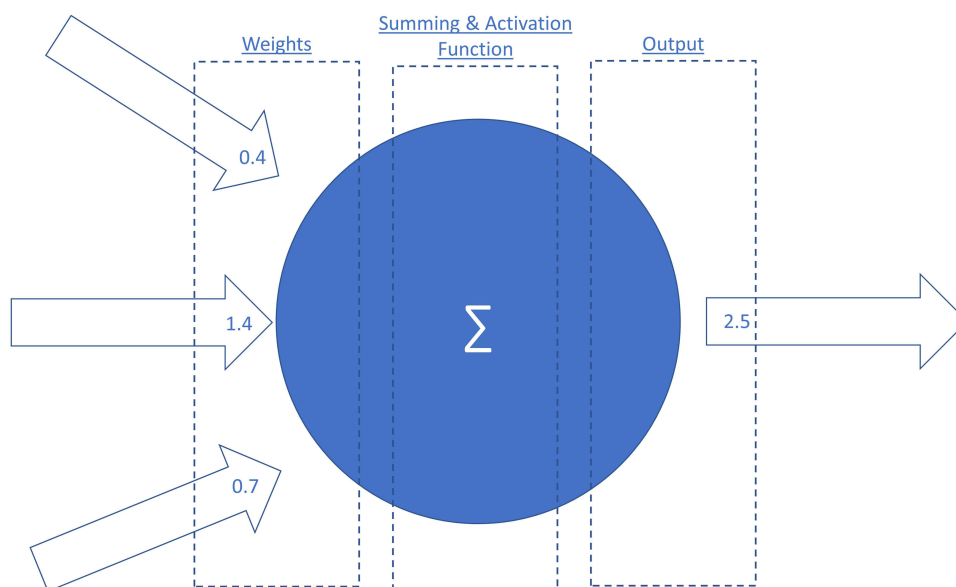 Weights
Summing & Activation
Function
Output
0.4
1.4
∑
2.5
0.7